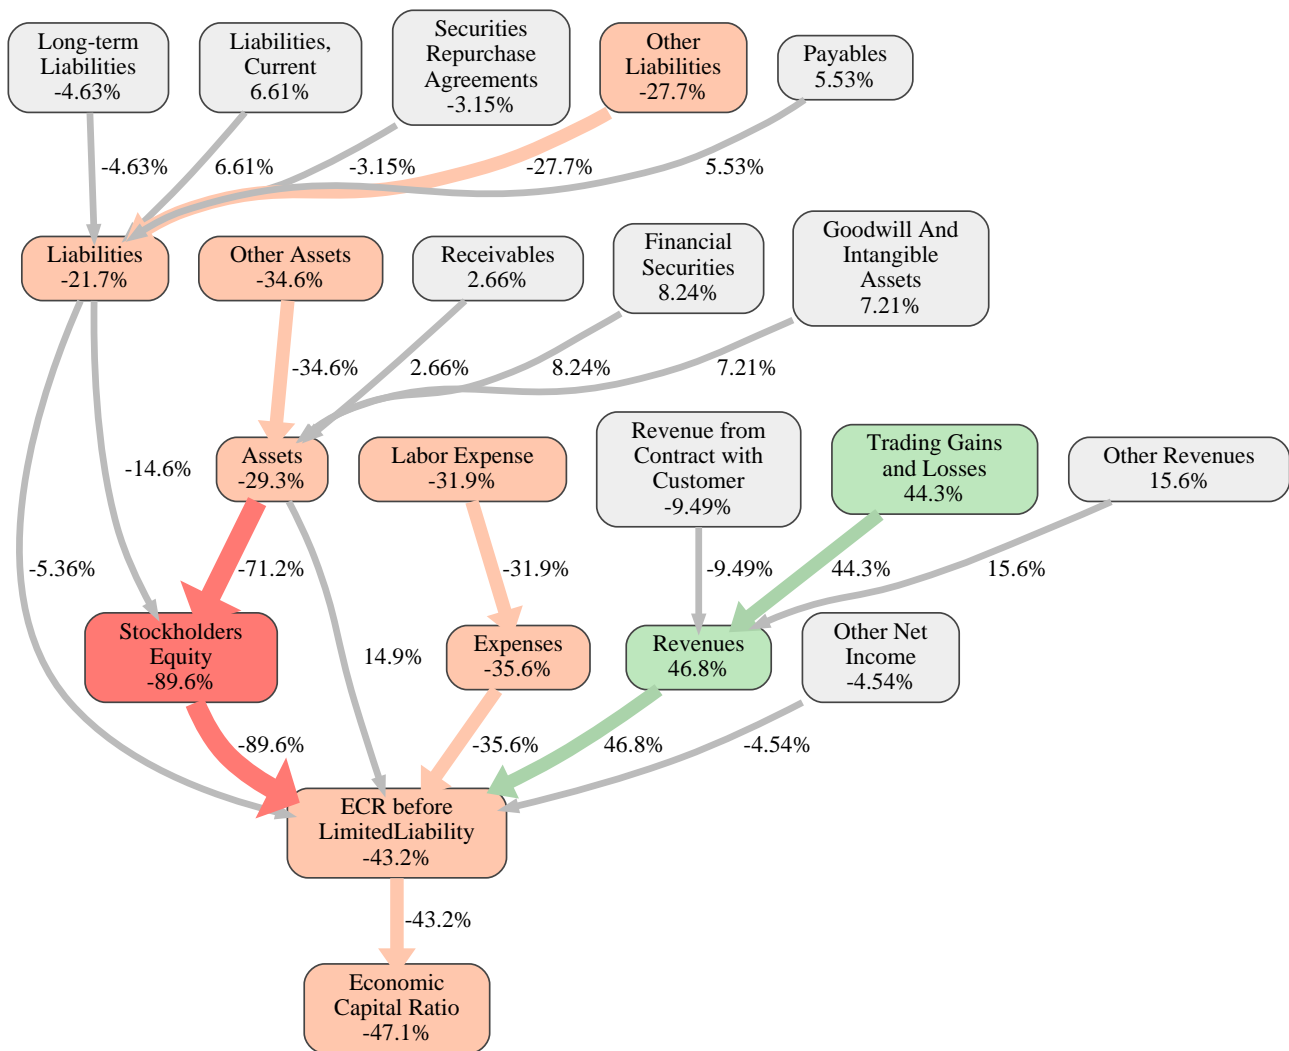 Long-term
Liabilities
-4.63%
Liabilities,
Current
6.61%
Securities
Repurchase
Agreements
-3.15%
Other
Liabilities
-27.7%
Payables
5.53%
-4.63%
6.61%
-3.15%
-27.7%
5.53%
Liabilities
-21.7%
Other Assets
-34.6%
Receivables
2.66%
Financial
Securities
8.24%
Goodwill And
Intangible
Assets
7.21%
-34.6%
2.66%
8.24%
7.21%
-14.6%
Assets
-29.3%
Labor Expense
-31.9%
Revenue from
Contract with
Customer
-9.49%
Trading Gains
and Losses
44.3%
Other Revenues
15.6%
-5.36%
-71.2%
-31.9%
-9.49%
44.3%
15.6%
Stockholders
Equity
-89.6%
14.9%
Expenses
-35.6%
Revenues
46.8%
Other Net
Income
-4.54%
-89.6%
-35.6%
46.8%
-4.54%
ECR before
LimitedLiability
-43.2%
-43.2%
Economic
Capital Ratio
-47.1%